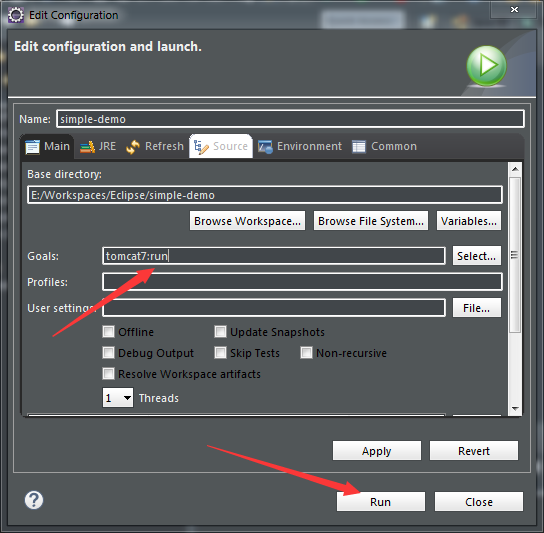 Edit Configuration
Edit configuration and launch.
Name: simple-demo
Main JRE Refresh Source Environment Common
Base directory:
E:/Workspaces/Eclipse/simple-demo
Browse Workspace... Browse File System... Variables...
Goals: tomcat7:run Select...
Profiles:
User settings: File...
Offline Update Snapshots
Debug Output Skip Tests Non-recursive
Resolve Workspace artifacts
1 Threads
Apply Revert
? Run Close